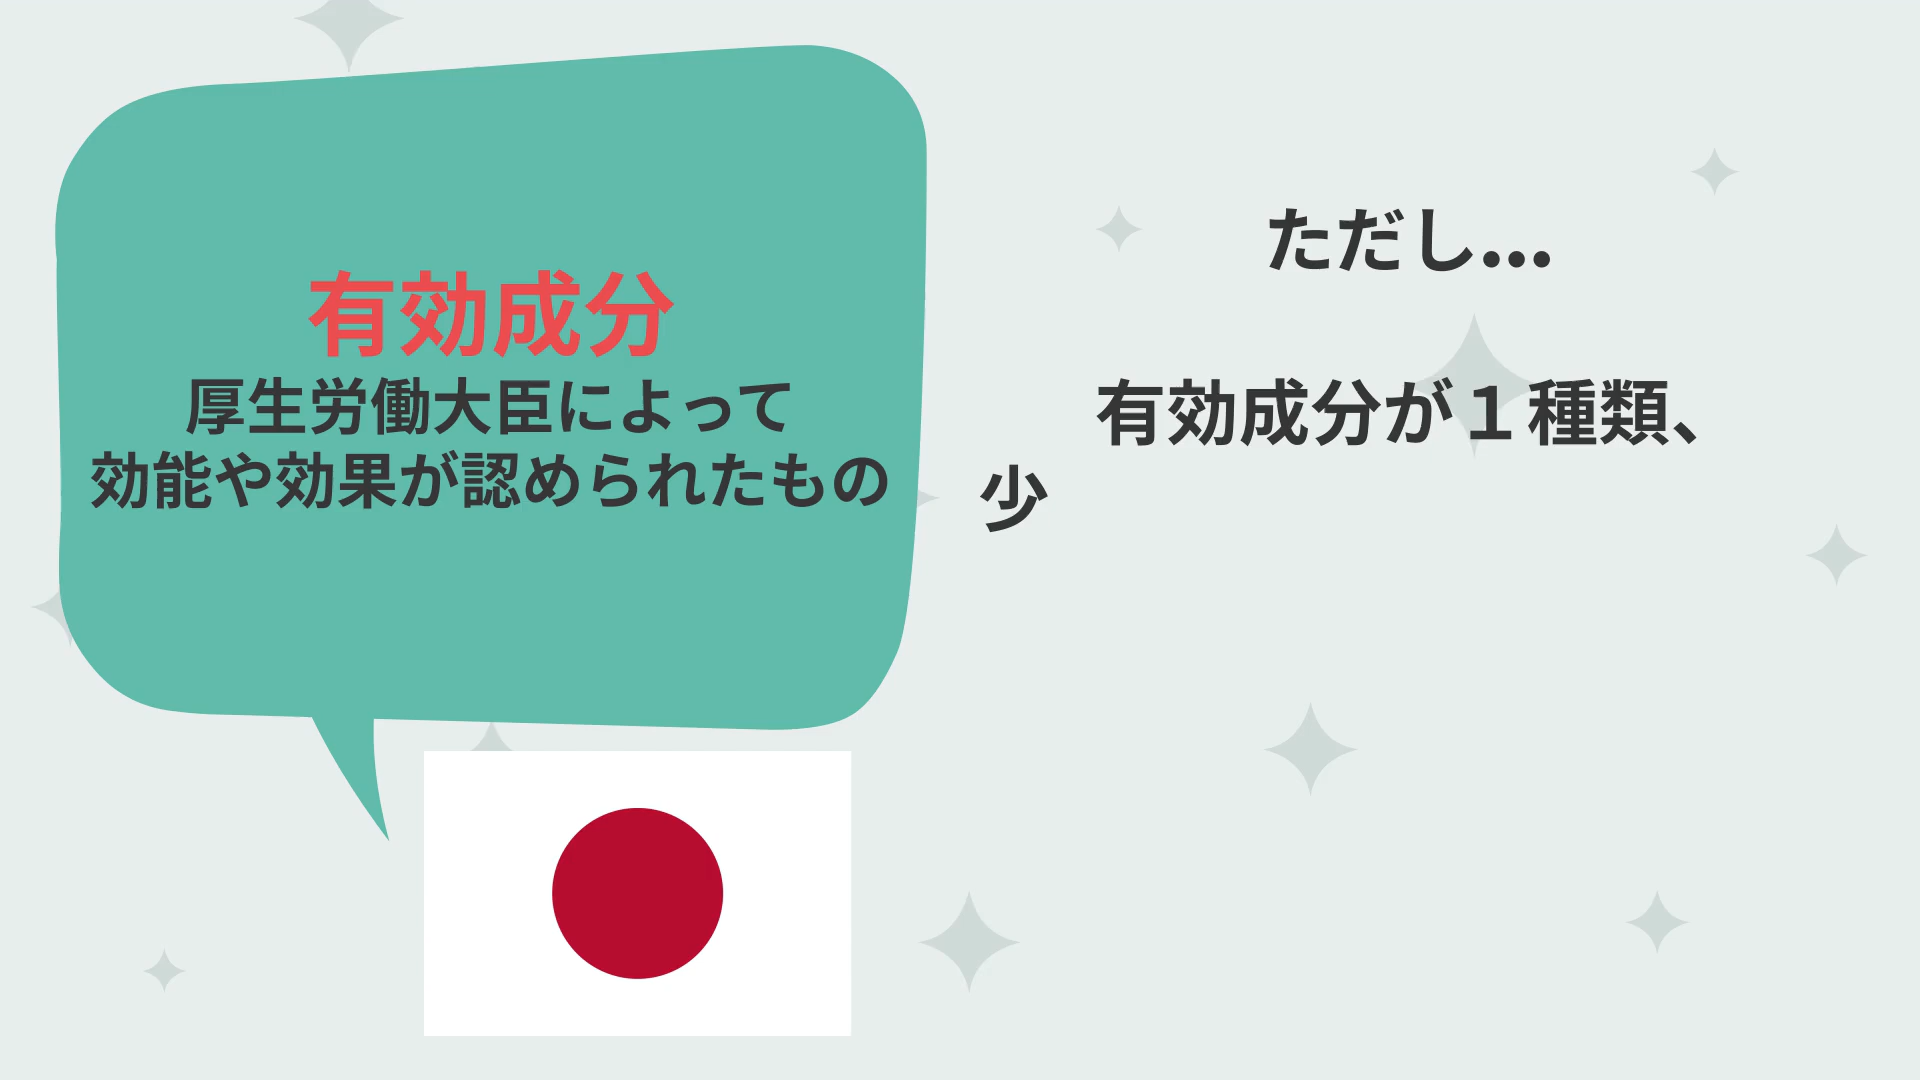 有効成分
厚生労働大臣によって
効能や効果が認められたもの
ただし...
有効成分が１種類、
少